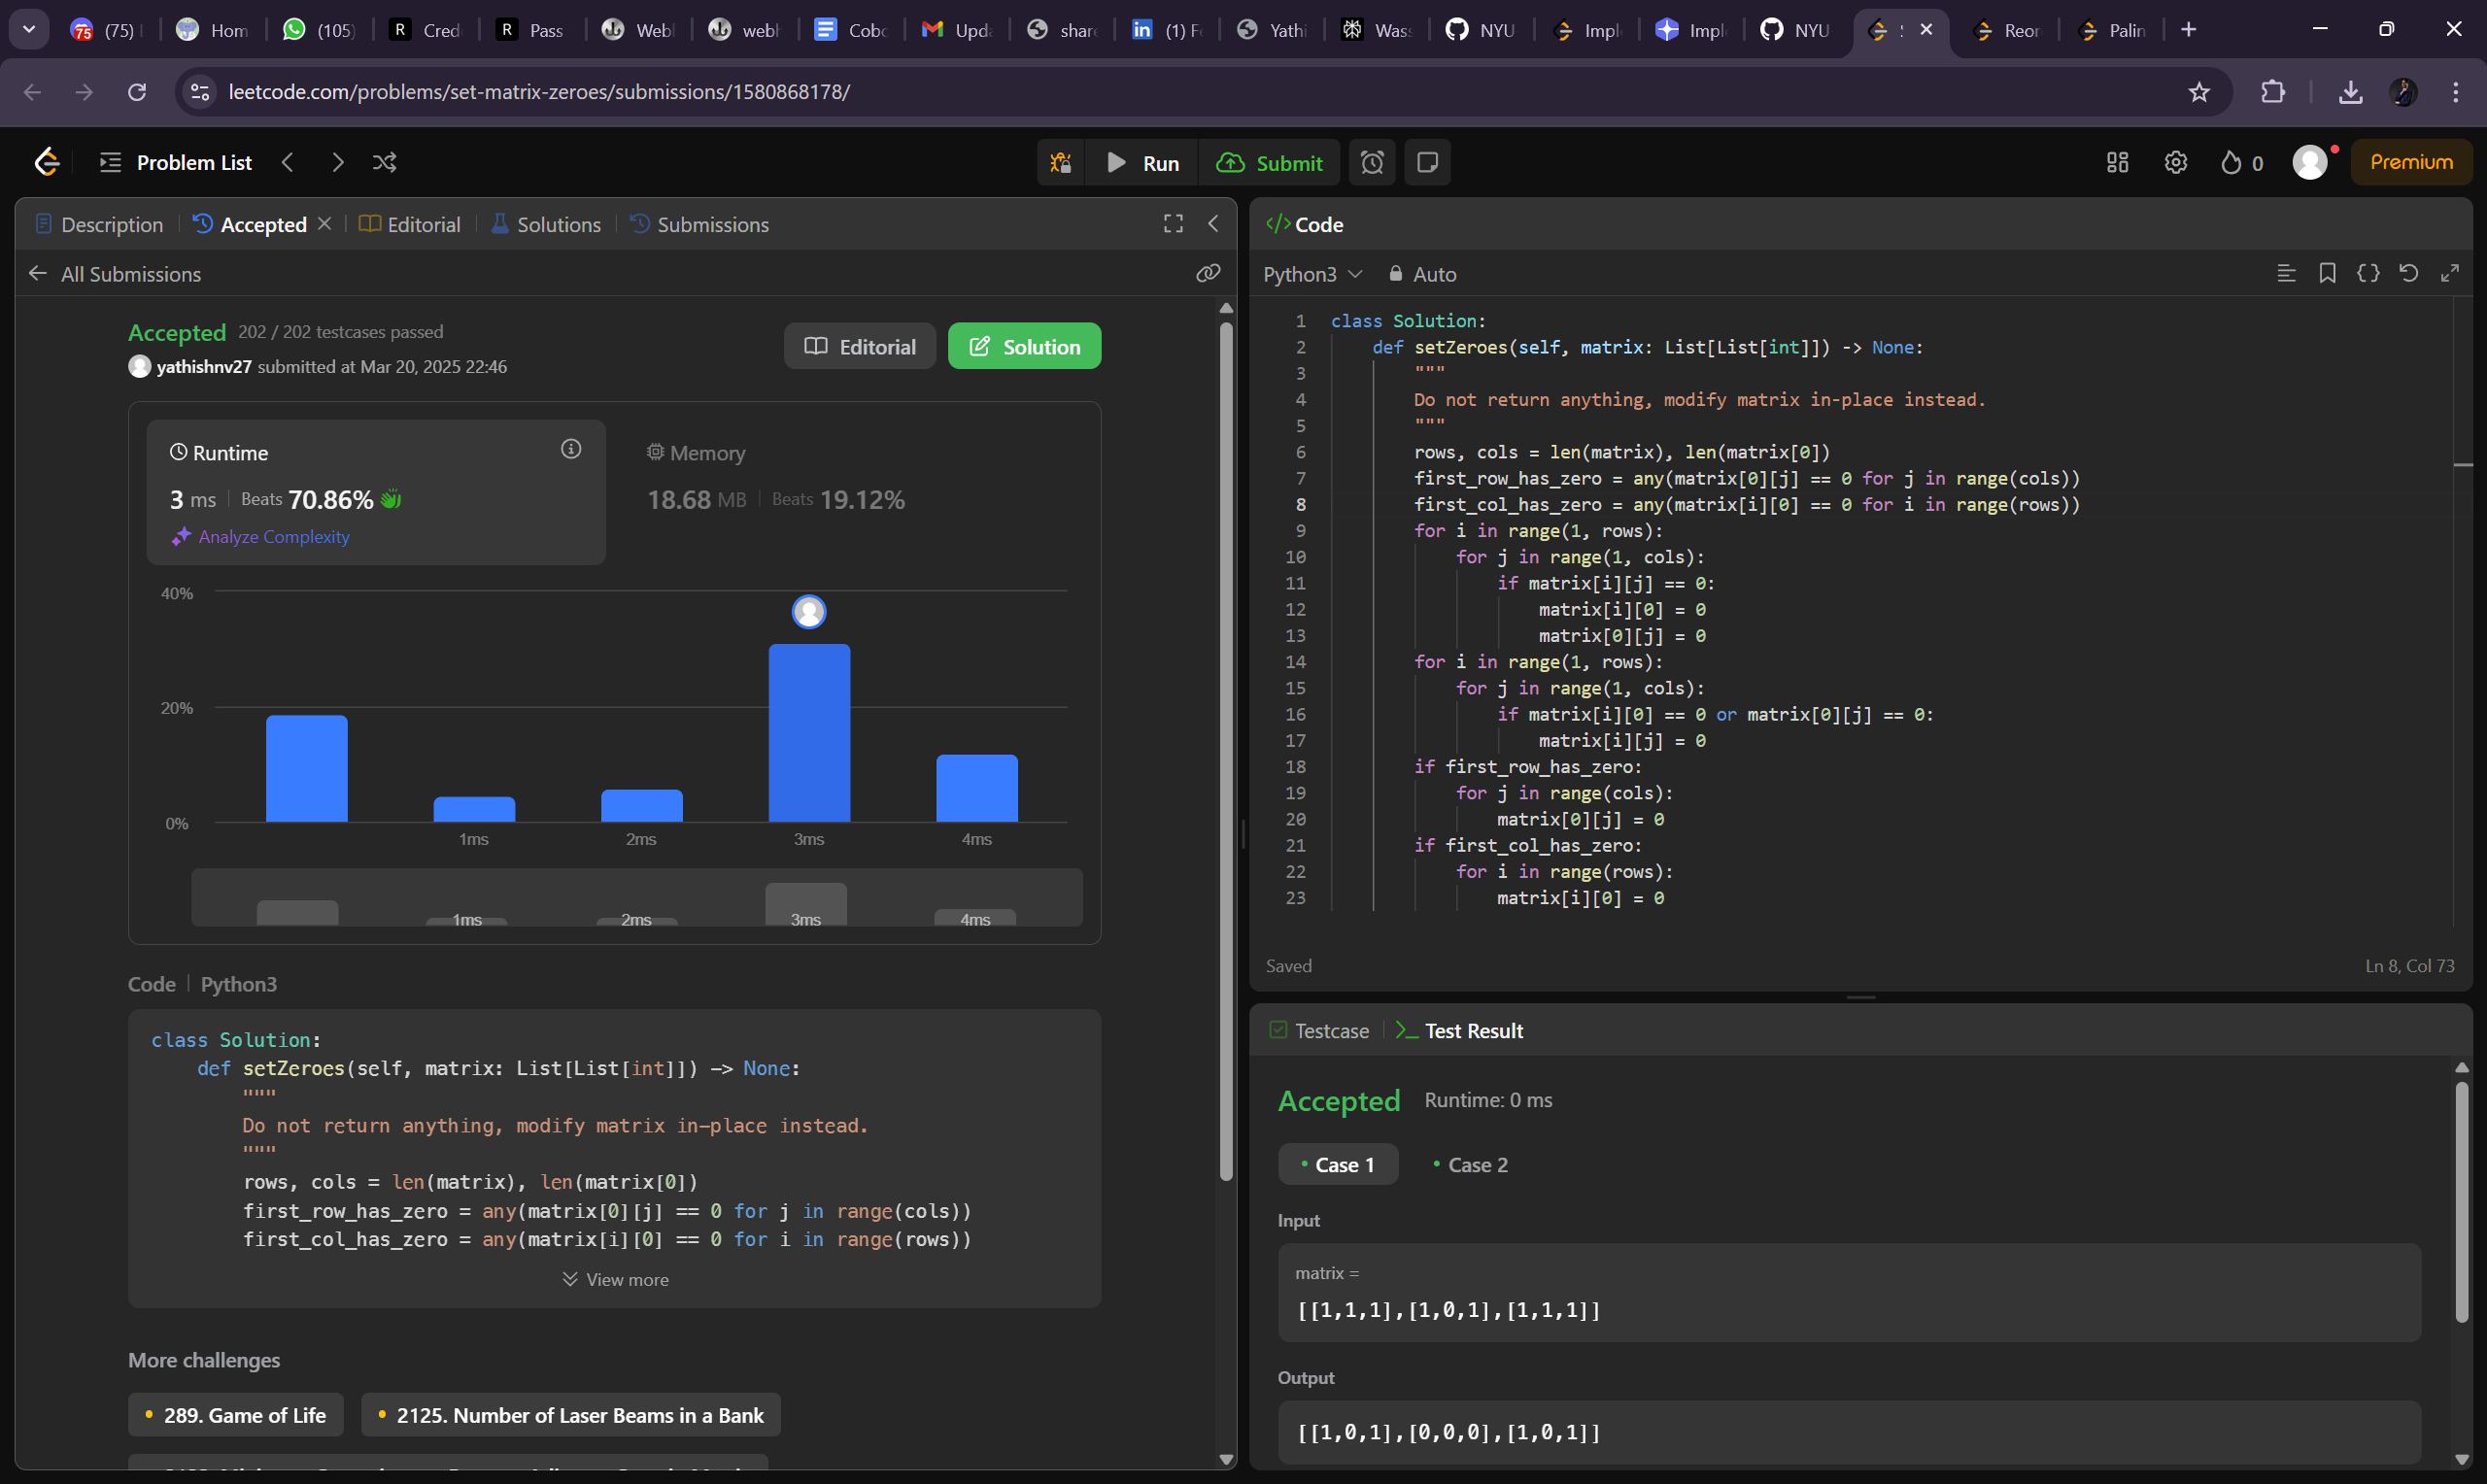 75 (75)
Hom
(105)
R Cred
R Pass
Webl
webh
Cobc
Upda
share
in (1) Fe
Yathi
Wass
NYU
Impl
Impl
NYU
Reor
Palin
leetcode.com/problems/set-matrix-zeroes/submissions/1580868178/
Problem List
Run
Submit
0
Premium
Description
Accepted
Editorial
Solutions
Submissions
All Submissions
Accepted 202 / 202 testcases passed
yathishnv27 submitted at Mar 20, 2025 22:46
Editorial
Solution
Runtime
3 ms Beats 70.86%
Analyze Complexity
Memory
18.68 MB Beats 19.12%
40%
20%
0%
1ms 2ms 3ms 4ms
1ms 2ms 3ms 4ms
Code Python3
class Solution:
def setZeroes(self, matrix: List[List[int]]) -> None:
"""
Do not return anything, modify matrix in-place instead.
"""
rows, cols = len(matrix), len(matrix[0])
first_row_has_zero = any(matrix[0][j] == 0 for j in range(cols))
first_col_has_zero = any(matrix[i][0] == 0 for i in range(rows))
View more
More challenges
289. Game of Life
2125. Number of Laser Beams in a Bank
</> Code
Python3
Auto
1 class Solution:
2 def setZeroes(self, matrix: List[List[int]]) -> None:
3 """
4 Do not return anything, modify matrix in-place instead.
5 """
6 rows, cols = len(matrix), len(matrix[0])
7 first_row_has_zero = any(matrix[0][j] == 0 for j in range(cols))
8 first_col_has_zero = any(matrix[i][0] == 0 for i in range(rows))
9 for i in range(1, rows):
10 for j in range(1, cols):
11 if matrix[i][j] == 0:
12 matrix[i][0] = 0
13 matrix[0][j] = 0
14 for i in range(1, rows):
15 for j in range(1, cols):
16 if matrix[i][0] == 0 or matrix[0][j] == 0:
17 matrix[i][j] = 0
18 if first_row_has_zero:
19 for j in range(cols):
20 matrix[0][j] = 0
21 if first_col_has_zero:
22 for i in range(rows):
23 matrix[i][0] = 0
Saved
Ln 8, Col 73
Testcase
Test Result
Accepted Runtime: 0 ms
Case 1
Case 2
Input
matrix =
[[1,1,1],[1,0,1],[1,1,1]]
Output
[[1,0,1],[0,0,0],[1,0,1]]